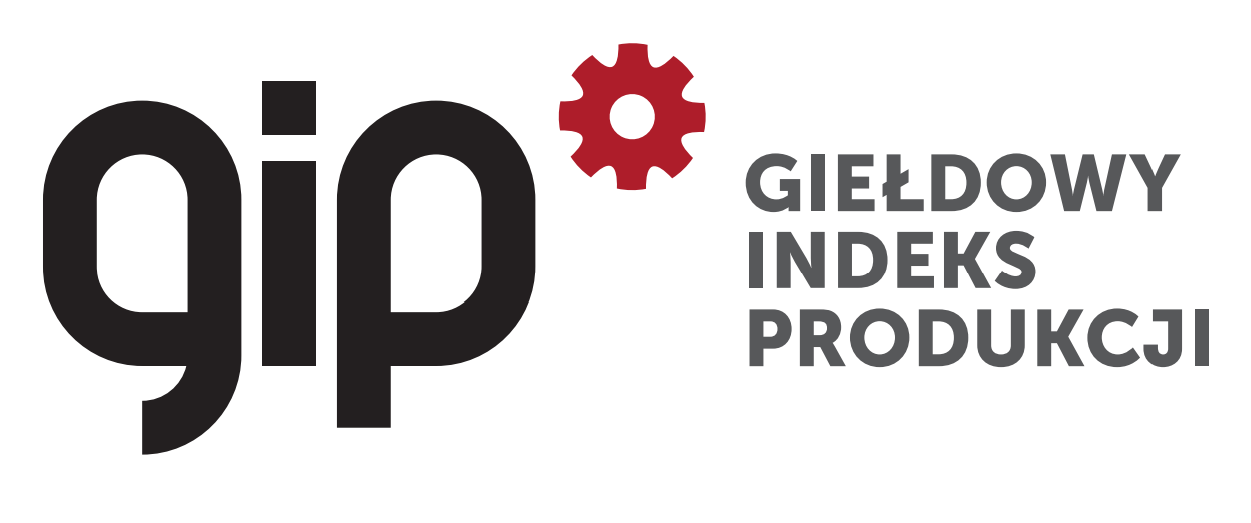 gip
GIEŁDOWY
INDEKS
PRODUKCJI